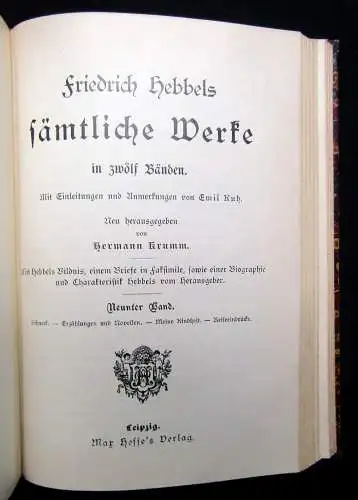 Friedrich Hebbels
sämtliche Werke
in zwölf Bänden.
Mit Einleitungen und Anmerkungen von Emil Kuh.
Neu herausgegeben
von
Hermann Krumm.
Mit Hebbels Bildnis, einem Briefe in Faksimile, sowie einer Biographie
und Charakteristik Hebbels vom Herausgeber.
Neunter Band.
Schnock. — Erzählungen und Novellen. — Meine Kindheit. — Reiseeindrücke.
Leipzig.
Max Hesse's Verlag.